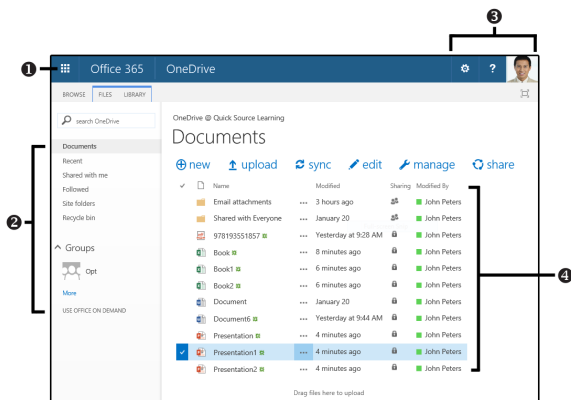 ❸
❶ Office 365 OneDrive ?
BROWSE FILES LIBRARY
search OneDrive
OneDrive @ Quick Source Learning
Documents
new upload sync edit manage share
Name Modified Sharing Modified By
❷
Documents
Recent
Shared with me
Followed
Site folders
Recycle bin
Groups
Opt
More
USE OFFICE ON DEMAND
Email attachments ... 3 hours ago John Peters
Shared with Everyone ... January 20 John Peters
978193551857 ... Yesterday at 9:28 AM John Peters
Book ... 8 minutes ago John Peters
Book1 ... 6 minutes ago John Peters
Book2 ... 6 minutes ago John Peters
Document ... January 20 John Peters
Document6 ... Yesterday at 9:44 AM John Peters
Presentation ... 4 minutes ago John Peters
Presentation1 ... 4 minutes ago John Peters
Presentation2 ... 4 minutes ago John Peters
❹
Drag files here to upload